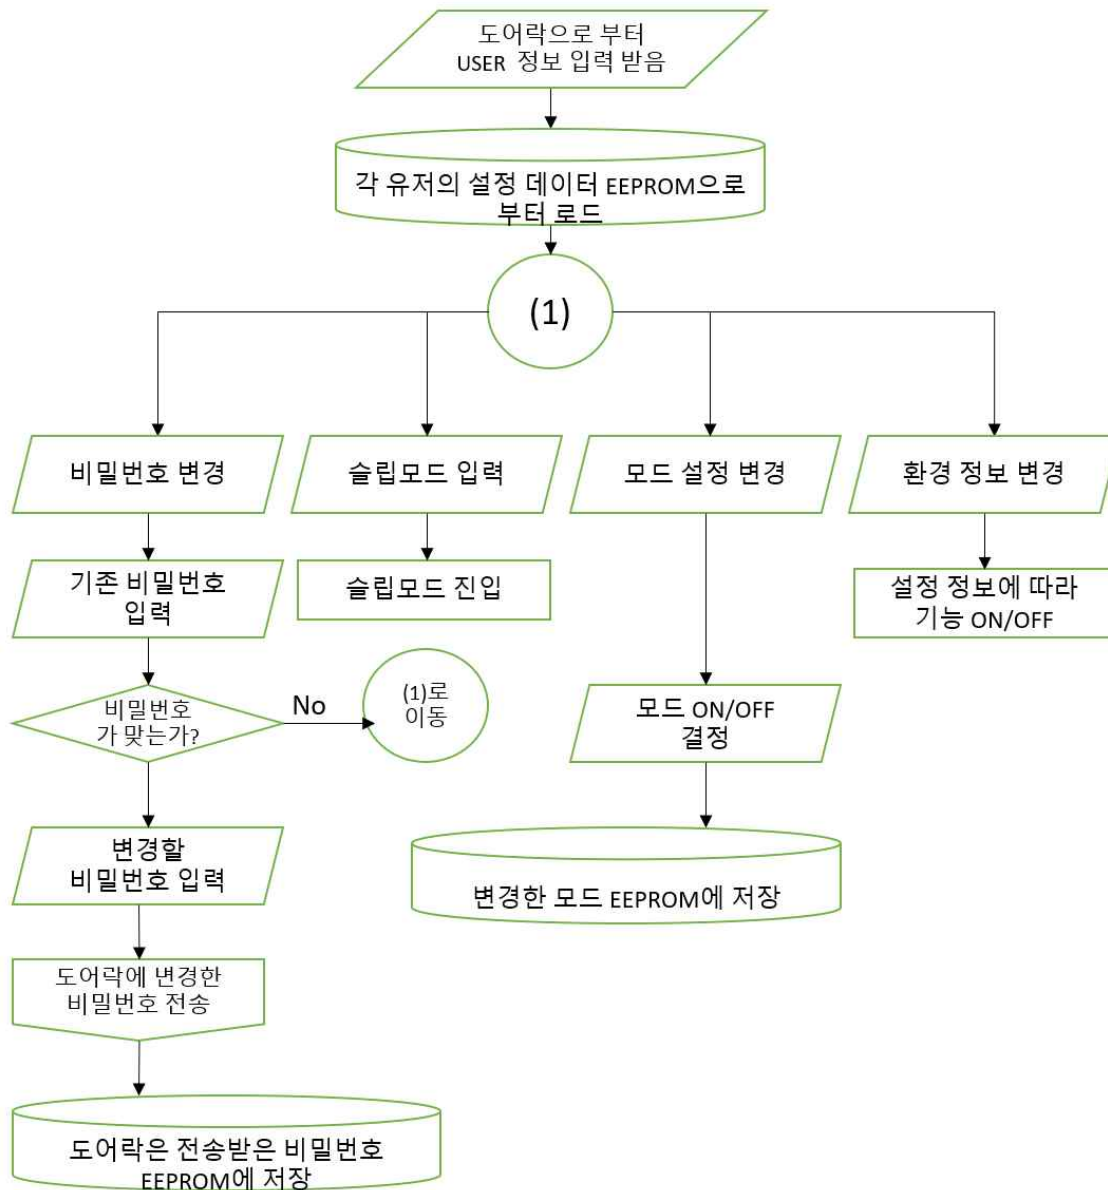 도어락으로 부터
USER 정보 입력 받음
각 유저의 설정 데이터 EEPROM으로
부터 로드
(1)
비밀번호 변경
슬립모드 입력
모드 설정 변경
환경 정보 변경
기존 비밀번호
입력
슬립모드 진입
설정 정보에 따라
기능 ON/OFF
비밀번호
가 맞는가?
No
(1)로
이동
모드 ON/OFF
결정
변경할
비밀번호 입력
변경한 모드 EEPROM에 저장
도어락에 변경한
비밀번호 전송
도어락은 전송받은 비밀번호
EEPROM에 저장